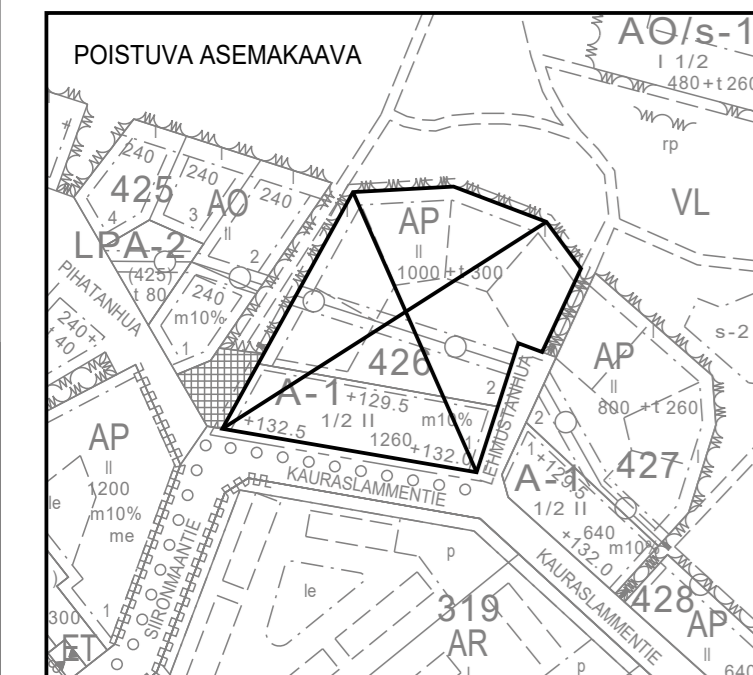 POISTUVA ASEMAKAAVA
AO/s-1
I 1/2
480+t 260
rp
VL
s-2
240
240
240
425
4
3
AO
II
2
LPA-2
(425)
t 80
240
m10%
1
PIHATANHUA
240+
t 40
AP
II
1000 +t 300
426
2
A-1
+129.5
1/2 II
m10%
+132.5
1260
+132.0
1
LEHMUSTANHUA
AP
II
800 +t 260
427
2
1
+129.5
A-1
1/2 II
640
m10%
+132.0
428
AP
II
640
KAURASLAMMENTIE
KAURASLAMMENTIE
SIIRONMAANTIE
AP
II
1200
m10%
me
le
1
300
ET
le
p
319
AR
p